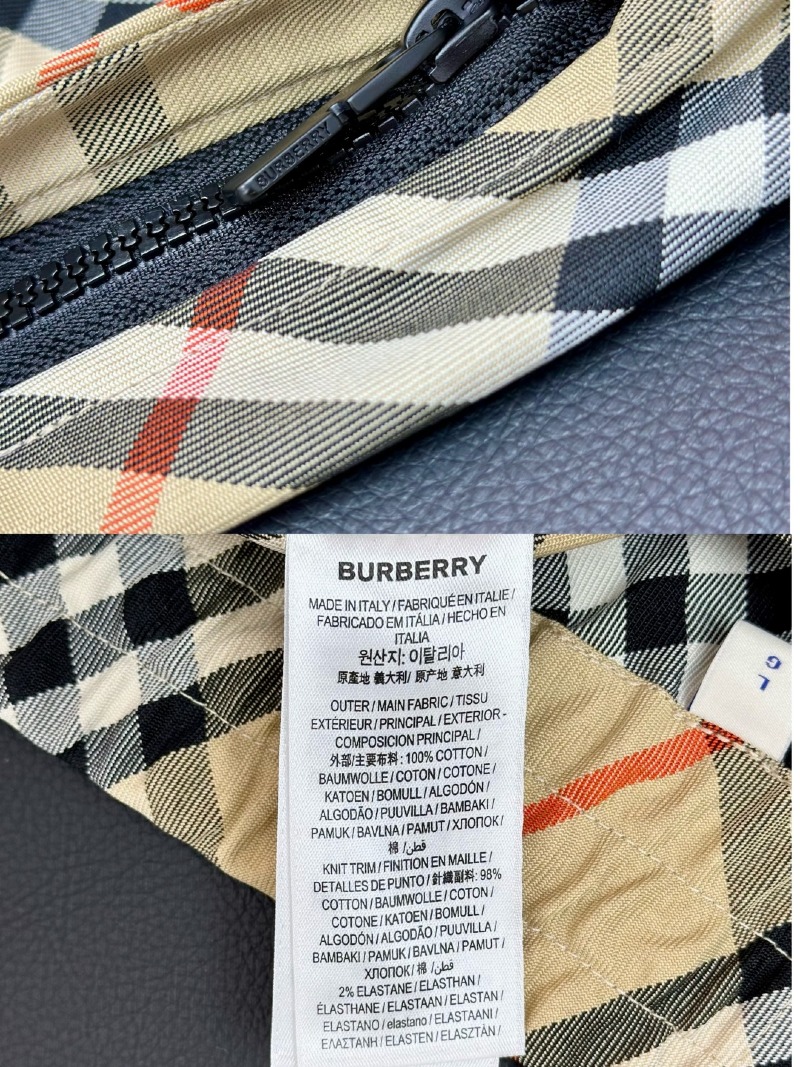 BURBERRY
BURBERRY
MADE IN ITALY / FABRIQUÉ EN ITALIE /
FABRICADO EM ITÁLIA / HECHO EN
ITALIA
원산지: 이탈리아
原產地 義大利/ 原产地 意大利
OUTER / MAIN FABRIC / TISSU
EXTÉRIEUR / PRINCIPAL / EXTERIOR -
COMPOSICIÓN PRINCIPAL /
外部/主要布料 : 100% COTTON /
BAUMWOLLE / COTON / COTONE /
KATOEN / BOMULL / ALGODÓN /
ALGODÃO / PUUVILLA / BAMBAKI /
PAMUK / BAVLNA / PAMUT / ХЛОПОК/
棉 /قطن
KNIT TRIM / FINITION EN MAILLE /
DETALLES DE PUNTO / 針織副料: 98%
COTTON / BAUMWOLLE / COTON /
COTONE / KATOEN / BOMULL /
ALGODÓN / ALGODÃO / PUUVILLA /
BAMBAKI / PAMUK / BAVLNA / PAMUT /
ХЛОПОК/ 棉 /قطن
2% ELASTANE / ELASTHAN /
ÉLASTHANE / ELASTAAN / ELASTAN /
ELASTANO / elastano / ELASTAANI /
ΕΛΑΣΤΑΝΗ / ELASTEN / ELASZTÁN /
L
G